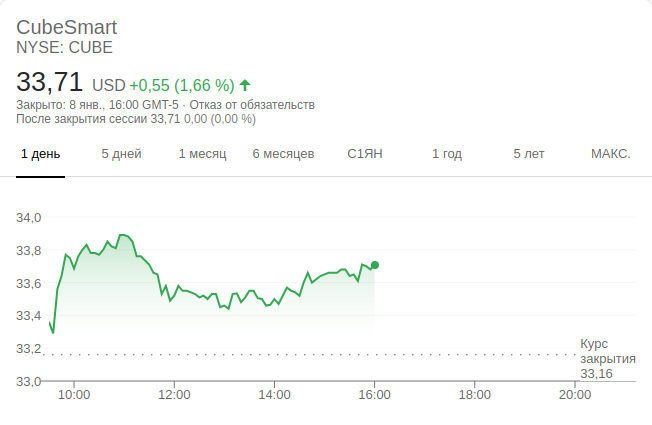 CubeSmart
NYSE: CUBE
33,71 USD +0,55 (1,66 %)
Закрыто: 8 янв., 16:00 GMT-5 · Отказ от обязательств
После закрытия сессии 33,71 0,00 (0,00 %)
1 день 5 дней 1 месяц 6 месяцев С1ЯН 1 год 5 лет МАКС.
34,0
33,8
33,6
33,4
33,2
33,0
Курс
закрытия
33,16
10:00 12:00 14:00 16:00 18:00 20:00